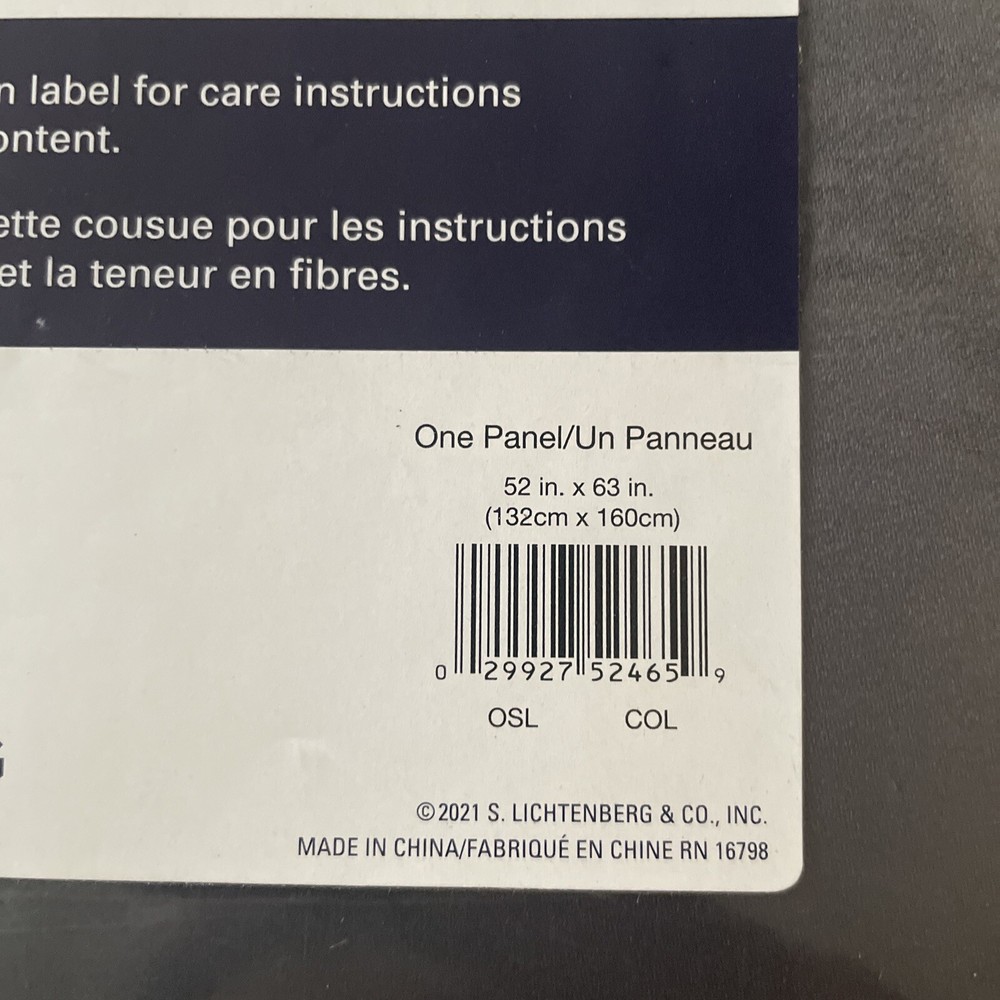 label for care instructions
ontent.
ette cousue pour les instructions
et la teneur en fibres.
One Panel/Un Panneau
52 in. x 63 in.
(132cm x 160cm)
0 29927 52465 9
OSL COL
©2021 S. LICHTENBERG & CO., INC.
MADE IN CHINA/FABRIQUÉ EN CHINE RN 16798